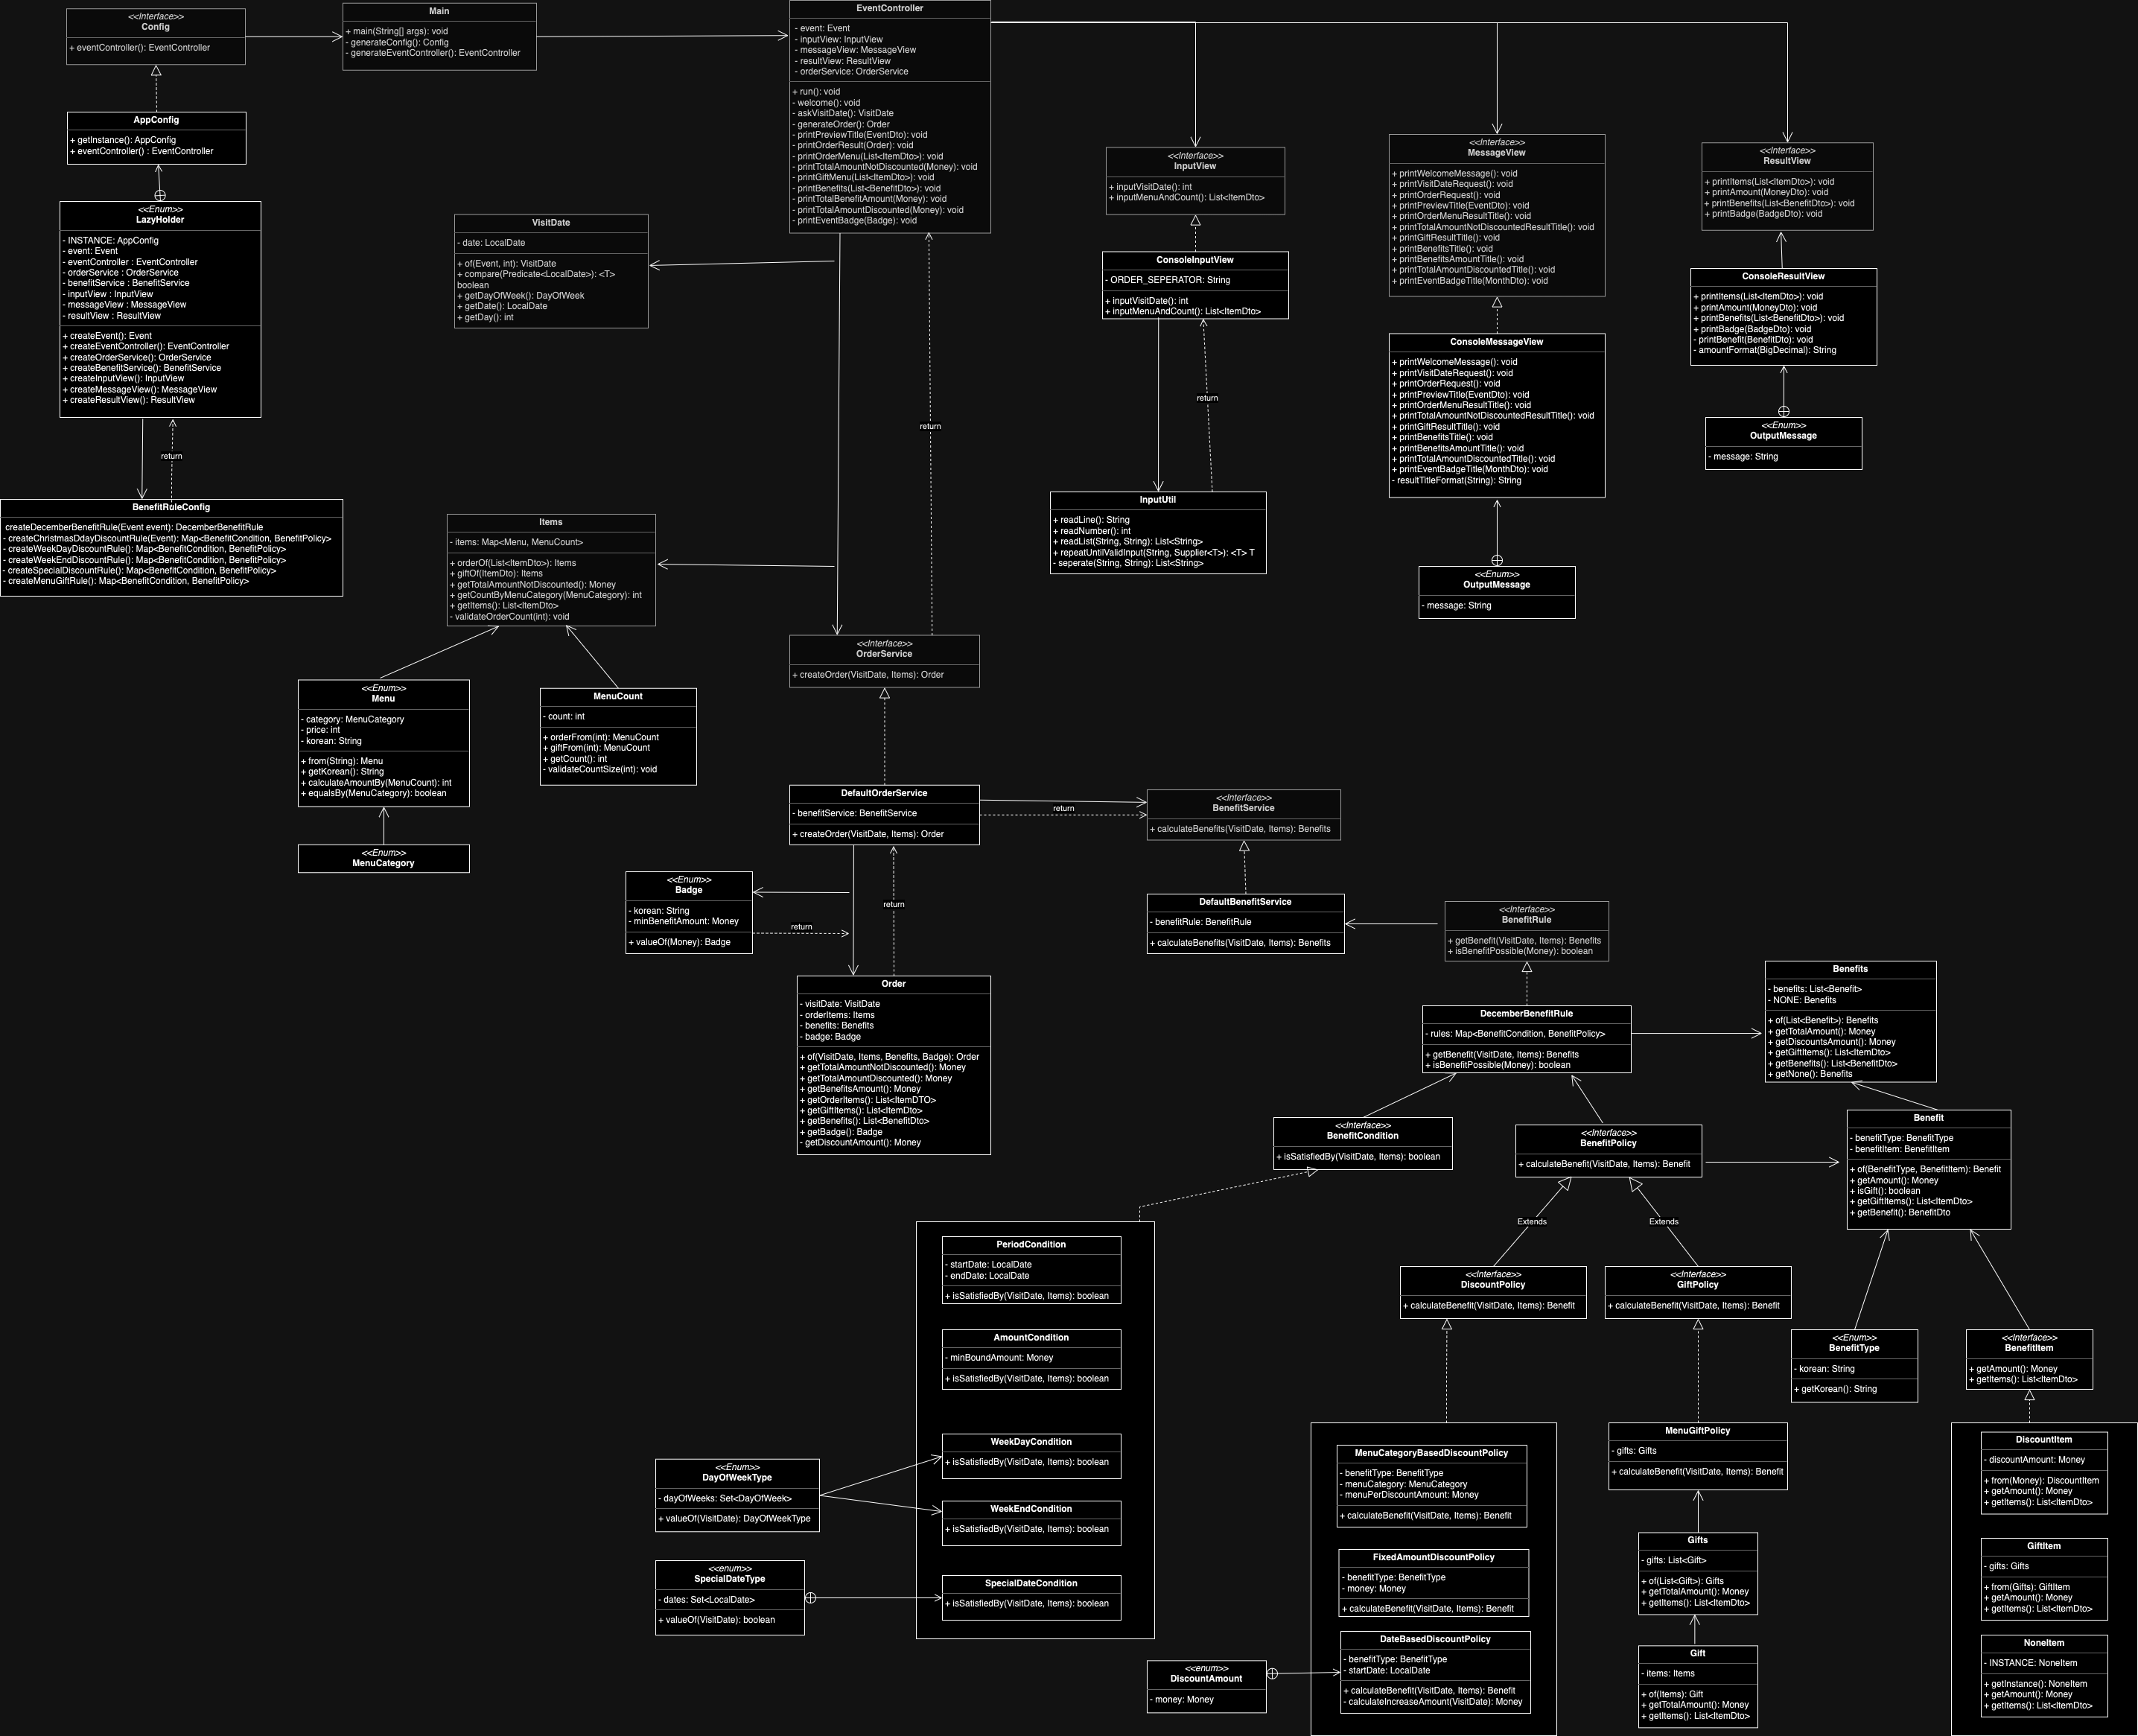 <<Interface>>
Config
+ eventController(): EventController
Main
+ main(String[] args): void
- generateConfig(): Config
- generateEventController(): EventController
EventController
- event: Event
- inputView: InputView
- messageView: MessageView
- resultView: ResultView
- orderService: OrderService
+ run(): void
- welcome(): void
- askVisitDate(): VisitDate
- generateOrder(): Order
- printPreviewTitle(EventDto): void
- printOrderResult(Order): void
- printOrderMenu(List<ItemDto>): void
- printTotalAmountNotDiscounted(Money): void
- printGiftMenu(List<ItemDto>): void
- printBenefits(List<BenefitDto>): void
- printTotalBenefitAmount(Money): void
- printTotalAmountDiscounted(Money): void
- printEventBadge(Badge): void
AppConfig
+ getInstance(): AppConfig
+ eventController() : EventController
<<Enum>>
LazyHolder
- INSTANCE: AppConfig
- event: Event
- eventController : EventController
- orderService : OrderService
- benefitService : BenefitService
- inputView : InputView
- messageView : MessageView
- resultView : ResultView
+ createEvent(): Event
+ createEventController(): EventController
+ createOrderService(): OrderService
+ createBenefitService(): BenefitService
+ createInputView(): InputView
+ createMessageView(): MessageView
+ createResultView(): ResultView
return
BenefitRuleConfig
createDecemberBenefitRule(Event event): DecemberBenefitRule
- createChristmasDdayDiscountRule(Event): Map<BenefitCondition, BenefitPolicy>
- createWeekDayDiscountRule(): Map<BenefitCondition, BenefitPolicy>
- createWeekEndDiscountRule(): Map<BenefitCondition, BenefitPolicy>
- createSpecialDiscountRule(): Map<BenefitCondition, BenefitPolicy>
- createMenuGiftRule(): Map<BenefitCondition, BenefitPolicy>
VisitDate
- date: LocalDate
+ of(Event, int): VisitDate
+ compare(Predicate<LocalDate>): <T>
boolean
+ getDayOfWeek(): DayOfWeek
+ getDate(): LocalDate
+ getDay(): int
Items
- items: Map<Menu, MenuCount>
+ orderOf(List<ItemDto>): Items
+ giftOf(ItemDto): Items
+ getTotalAmountNotDiscounted(): Money
+ getCountByMenuCategory(MenuCategory): int
+ getItems(): List<ItemDto>
- validateOrderCount(int): void
<<Enum>>
Menu
- category: MenuCategory
- price: int
- korean: String
+ from(String): Menu
+ getKorean(): String
+ calculateAmountBy(MenuCount): int
+ equalsBy(MenuCategory): boolean
MenuCount
- count: int
+ orderFrom(int): MenuCount
+ giftFrom(int): MenuCount
+ getCount(): int
- validateCountSize(int): void
<<Enum>>
MenuCategory
return
<<Interface>>
InputView
+ inputVisitDate(): int
+ inputMenuAndCount(): List<ItemDto>
ConsoleInputView
- ORDER_SEPERATOR: String
+ inputVisitDate(): int
+ inputMenuAndCount(): List<ItemDto>
return
InputUtil
+ readLine(): String
+ readNumber(): int
+ readList(String, String): List<String>
+ repeatUntilValidInput(String, Supplier<T>): <T> T
- seperate(String, String): List<String>
<<Interface>>
MessageView
+ printWelcomeMessage(): void
+ printVisitDateRequest(): void
+ printOrderRequest(): void
+ printPreviewTitle(EventDto): void
+ printOrderMenuResultTitle(): void
+ printTotalAmountNotDiscountedResultTitle(): void
+ printGiftResultTitle(): void
+ printBenefitsTitle(): void
+ printBenefitsAmountTitle(): void
+ printTotalAmountDiscountedTitle(): void
+ printEventBadgeTitle(MonthDto): void
ConsoleMessageView
+ printWelcomeMessage(): void
+ printVisitDateRequest(): void
+ printOrderRequest(): void
+ printPreviewTitle(EventDto): void
+ printOrderMenuResultTitle(): void
+ printTotalAmountNotDiscountedResultTitle(): void
+ printGiftResultTitle(): void
+ printBenefitsTitle(): void
+ printBenefitsAmountTitle(): void
+ printTotalAmountDiscountedTitle(): void
+ printEventBadgeTitle(MonthDto): void
- resultTitleFormat(String): String
<<Enum>>
OutputMessage
- message: String
<<Interface>>
ResultView
+ printItems(List<ItemDto>): void
+ printAmount(MoneyDto): void
+ printBenefits(List<BenefitDto>): void
+ printBadge(BadgeDto): void
ConsoleResultView
+ printItems(List<ItemDto>): void
+ printAmount(MoneyDto): void
+ printBenefits(List<BenefitDto>): void
+ printBadge(BadgeDto): void
- printBenefit(BenefitDto): void
- amountFormat(BigDecimal): String
<<Enum>>
OutputMessage
- message: String
<<Interface>>
OrderService
+ createOrder(VisitDate, Items): Order
DefaultOrderService
- benefitService: BenefitService
+ createOrder(VisitDate, Items): Order
return
<<Interface>>
BenefitService
+ calculateBenefits(VisitDate, Items): Benefits
<<Enum>>
Badge
- korean: String
- minBenefitAmount: Money
+ valueOf(Money): Badge
return
return
Order
- visitDate: VisitDate
- orderItems: Items
- benefits: Benefits
- badge: Badge
+ of(VisitDate, Items, Benefits, Badge): Order
+ getTotalAmountNotDiscounted(): Money
+ getTotalAmountDiscounted(): Money
+ getBenefitsAmount(): Money
+ getOrderItems(): List<ItemDTO>
+ getGiftItems(): List<ItemDto>
+ getBenefits(): List<BenefitDto>
+ getBadge(): Badge
- getDiscountAmount(): Money
DefaultBenefitService
- benefitRule: BenefitRule
+ calculateBenefits(VisitDate, Items): Benefits
<<Interface>>
BenefitRule
+ getBenefit(VisitDate, Items): Benefits
+ isBenefitPossible(Money): boolean
DecemberBenefitRule
- rules: Map<BenefitCondition, BenefitPolicy>
+ getBenefit(VisitDate, Items): Benefits
+ isBenefitPossible(Money): boolean
Benefits
- benefits: List<Benefit>
- NONE: Benefits
+ of(List<Benefit>): Benefits
+ getTotalAmount(): Money
+ getDiscountsAmount(): Money
+ getGiftItems(): List<ItemDto>
+ getBenefits(): List<BenefitDto>
+ getNone(): Benefits
<<Interface>>
BenefitCondition
+ isSatisfiedBy(VisitDate, Items): boolean
<<Interface>>
BenefitPolicy
+ calculateBenefit(VisitDate, Items): Benefit
Benefit
- benefitType: BenefitType
- benefitItem: BenefitItem
+ of(BenefitType, BenefitItem): Benefit
+ getAmount(): Money
+ isGift(): boolean
+ getGiftItems(): List<ItemDto>
+ getBenefit(): BenefitDto
Extends
Extends
PeriodCondition
- startDate: LocalDate
- endDate: LocalDate
+ isSatisfiedBy(VisitDate, Items): boolean
AmountCondition
- minBoundAmount: Money
+ isSatisfiedBy(VisitDate, Items): boolean
WeekDayCondition
+ isSatisfiedBy(VisitDate, Items): boolean
WeekEndCondition
+ isSatisfiedBy(VisitDate, Items): boolean
SpecialDateCondition
+ isSatisfiedBy(VisitDate, Items): boolean
<<Enum>>
DayOfWeekType
- dayOfWeeks: Set<DayOfWeek>
+ valueOf(VisitDate): DayOfWeekType
<<enum>>
SpecialDateType
- dates: Set<LocalDate>
+ valueOf(VisitDate): boolean
<<Interface>>
DiscountPolicy
+ calculateBenefit(VisitDate, Items): Benefit
<<Interface>>
GiftPolicy
+ calculateBenefit(VisitDate, Items): Benefit
<<Enum>>
BenefitType
- korean: String
+ getKorean(): String
<<Interface>>
BenefitItem
+ getAmount(): Money
+ getItems(): List<ItemDto>
MenuCategoryBasedDiscountPolicy
- benefitType: BenefitType
- menuCategory: MenuCategory
- menuPerDiscountAmount: Money
+ calculateBenefit(VisitDate, Items): Benefit
FixedAmountDiscountPolicy
- benefitType: BenefitType
- money: Money
+ calculateBenefit(VisitDate, Items): Benefit
DateBasedDiscountPolicy
- benefitType: BenefitType
- startDate: LocalDate
+ calculateBenefit(VisitDate, Items): Benefit
- calculateIncreaseAmount(VisitDate): Money
<<enum>>
DiscountAmount
- money: Money
MenuGiftPolicy
- gifts: Gifts
+ calculateBenefit(VisitDate, Items): Benefit
Gifts
- gifts: List<Gift>
+ of(List<Gift>): Gifts
+ getTotalAmount(): Money
+ getItems(): List<ItemDto>
Gift
- items: Items
+ of(Items): Gift
+ getTotalAmount(): Money
+ getItems(): List<ItemDto>
DiscountItem
- discountAmount: Money
+ from(Money): DiscountItem
+ getAmount(): Money
+ getItems(): List<ItemDto>
GiftItem
- gifts: Gifts
+ from(Gifts): GiftItem
+ getAmount(): Money
+ getItems(): List<ItemDto>
NoneItem
- INSTANCE: NoneItem
+ getInstance(): NoneItem
+ getAmount(): Money
+ getItems(): List<ItemDto>